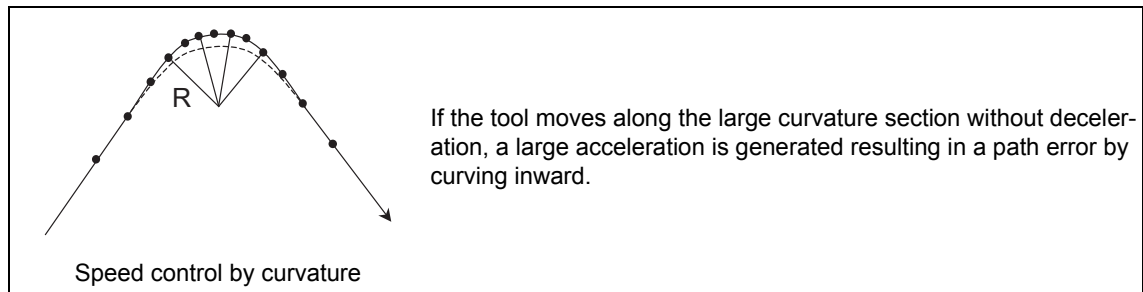 R
If the tool moves along the large curvature section without deceler-
ation, a large acceleration is generated resulting in a path error by
curving inward.
Speed control by curvature